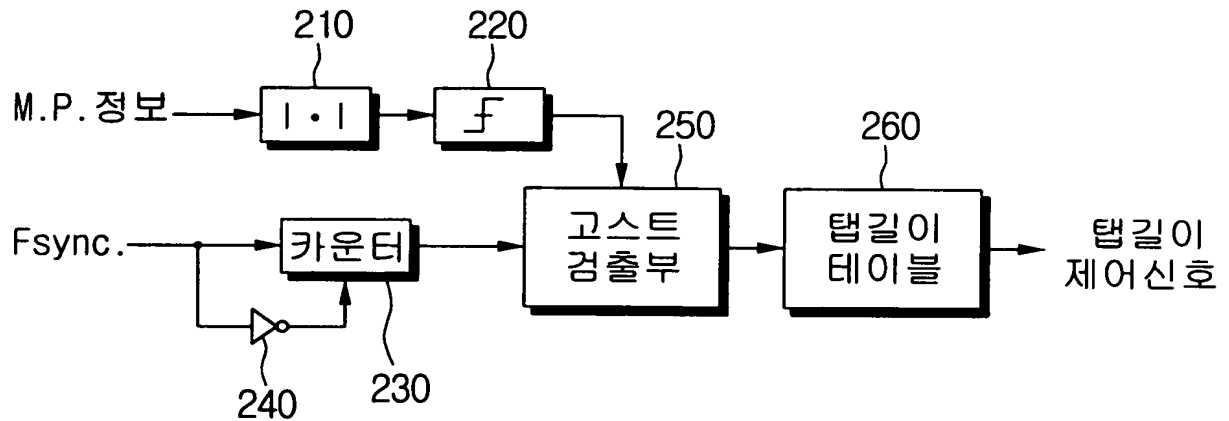 210
220
M.P.정보
| • |
250
260
Fsync.
카운터
고스트
검출부
탭길이
테이블
탭길이
제어신호
240
230